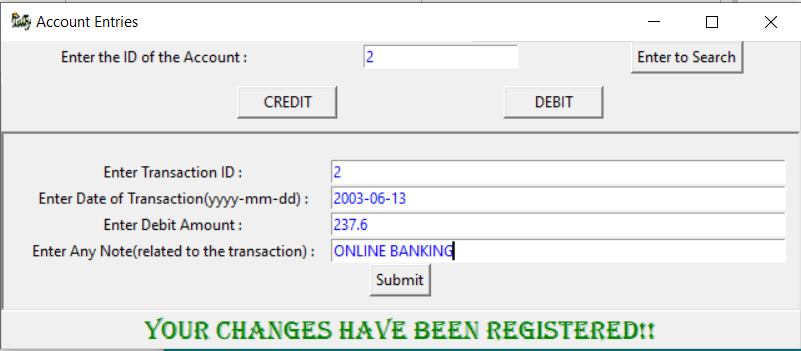 Account Entries
Enter the ID of the Account : 2 Enter to Search
CREDIT DEBIT
Enter Transaction ID : 2
Enter Date of Transaction(yyyy-mm-dd) : 2003-06-13
Enter Debit Amount : 237.6
Enter Any Note(related to the transaction) : ONLINE BANKING
Submit
YOUR CHANGES HAVE BEEN REGISTERED!!